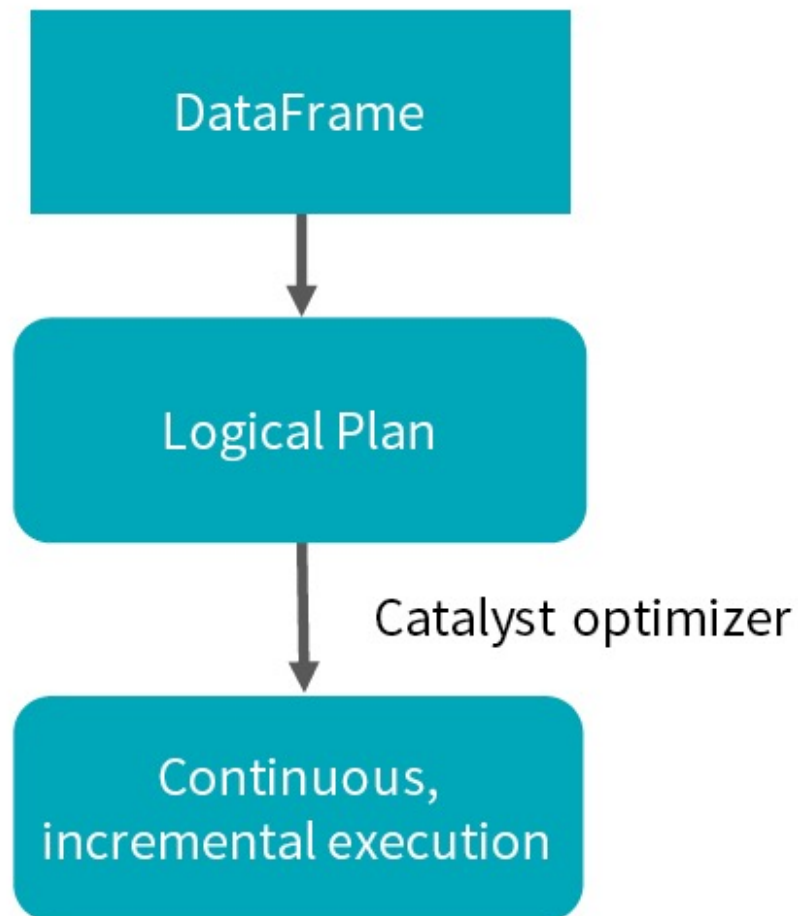 DataFrame
Logical Plan
Catalyst optimizer
Continuous,
incremental execution